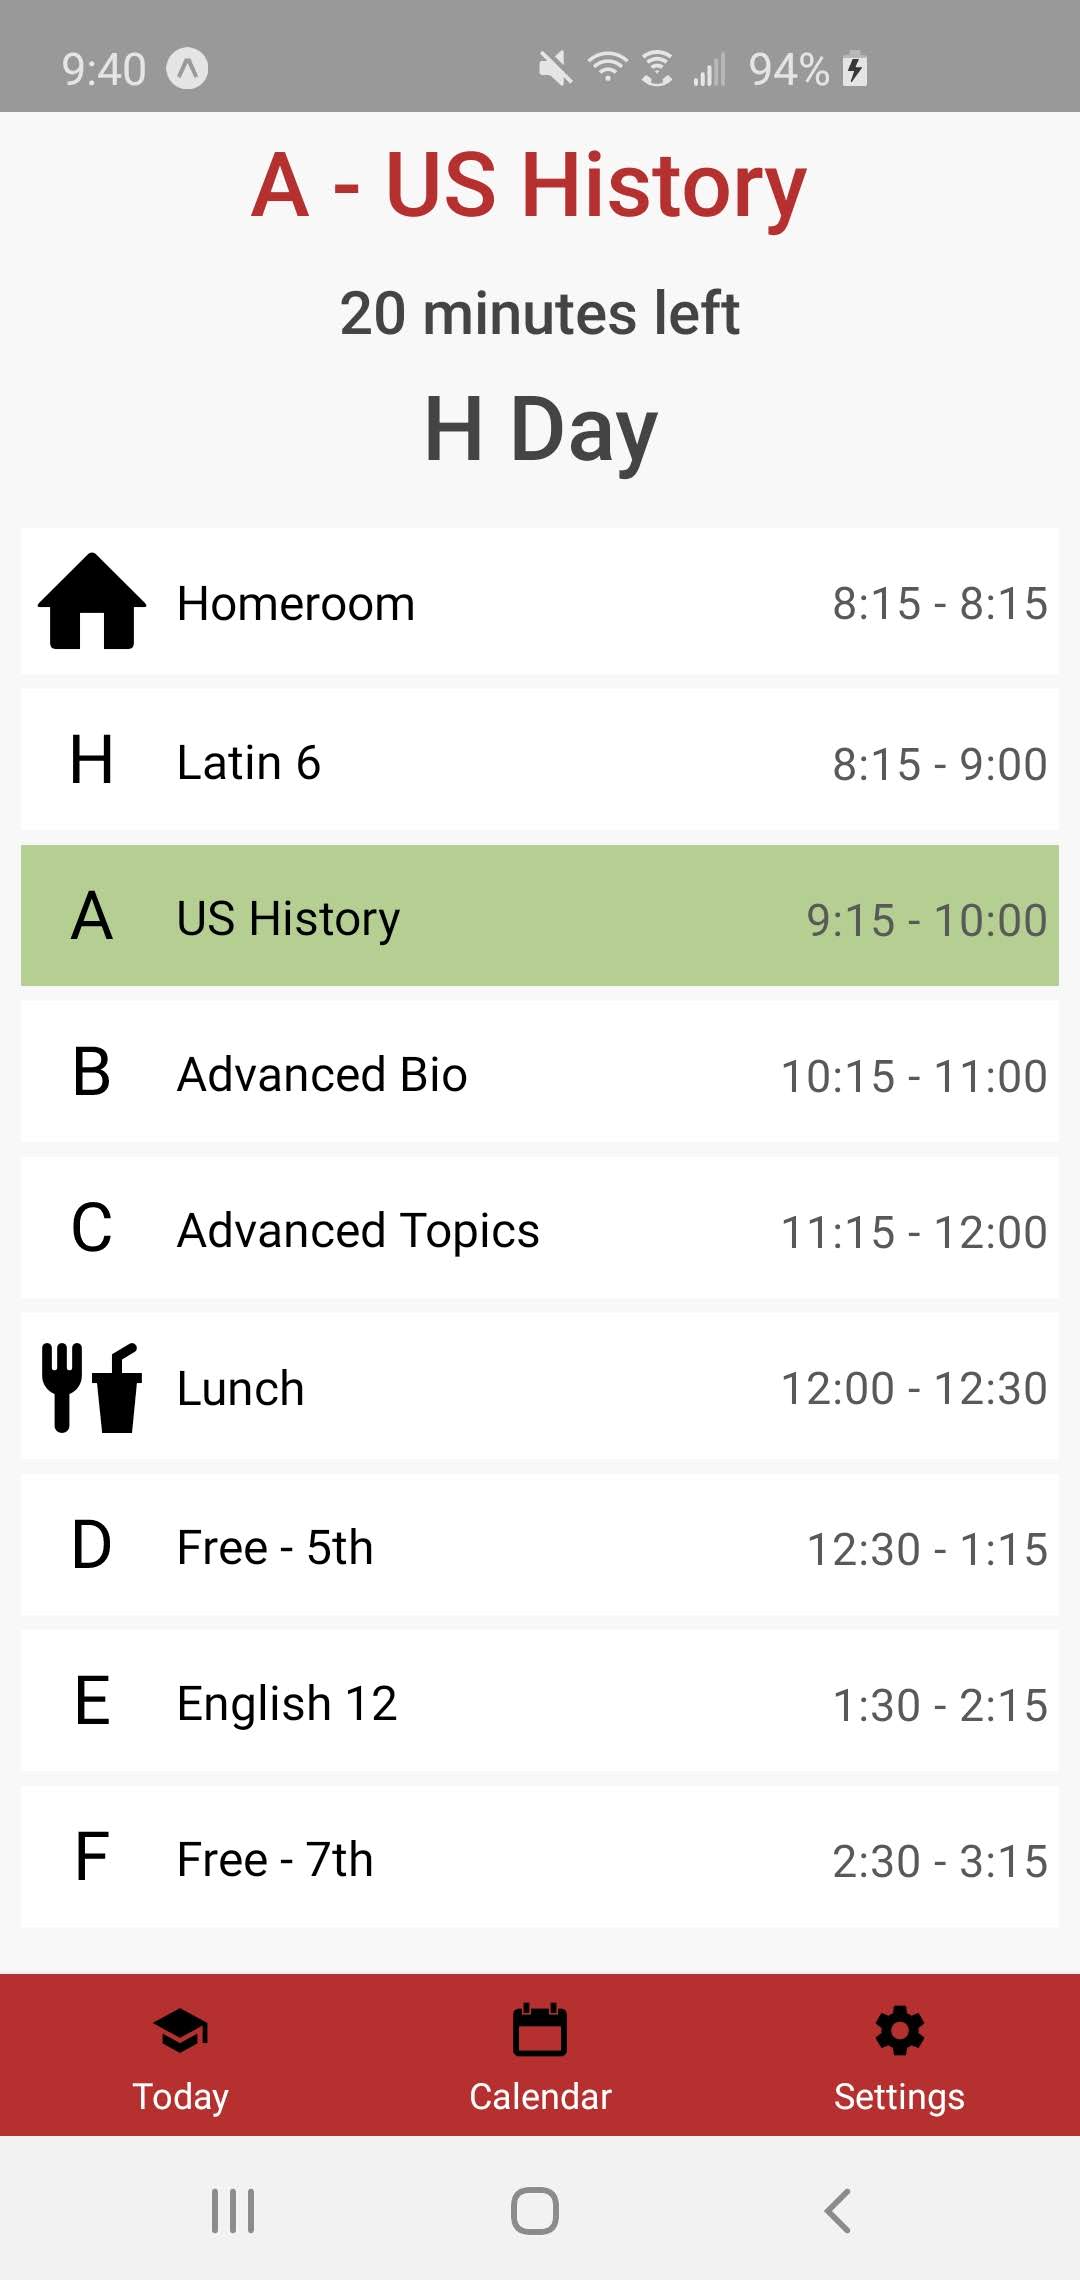 9:40 94%
A - US History
20 minutes left
H Day
Homeroom 8:15 - 8:15
H Latin 6 8:15 - 9:00
A US History 9:15 - 10:00
B Advanced Bio 10:15 - 11:00
C Advanced Topics 11:15 - 12:00
Lunch 12:00 - 12:30
D Free - 5th 12:30 - 1:15
E English 12 1:30 - 2:15
F Free - 7th 2:30 - 3:15
Today Calendar Settings